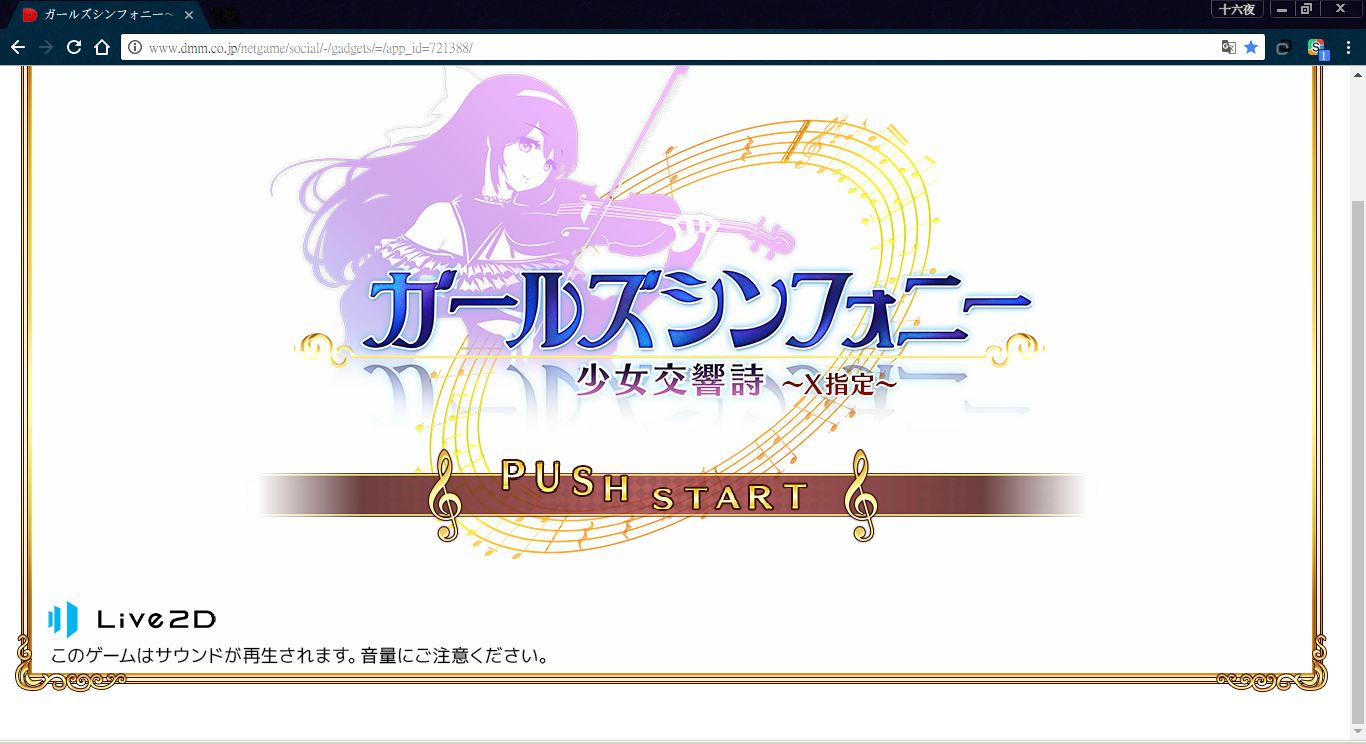 ガールズシンフォニー～
十六夜
www.dmm.co.jp/netgame/social/-/gadgets/=/app_id=721388/
1
ガールズシンフォニー
少女交響詩 ～X指定～
PUSH START
Live2D
このゲームはサウンドが再生されます。音量にご注意ください。